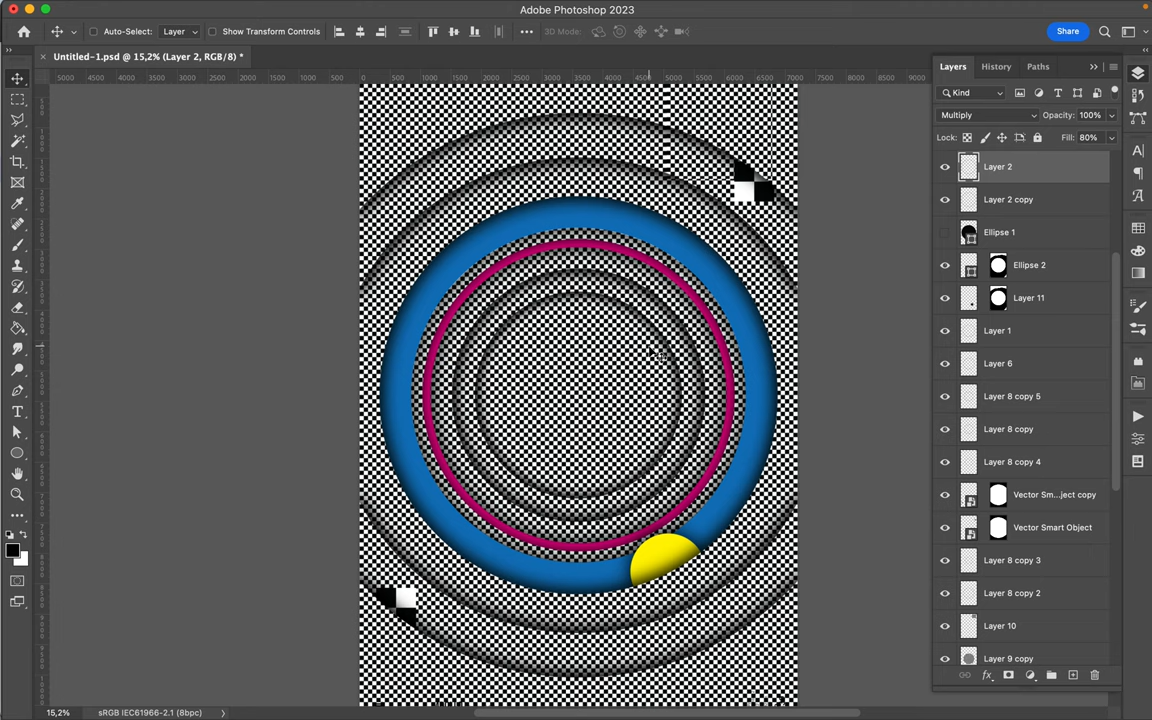 Adobe Photoshop 2023
Auto-Select: Layer Show Transform Controls 3D Mode: Share
Untitled-1.psd @ 15,2% (Layer 2, RGB/8) *
5000 4500 4000 3500 3000 2500 2000 1500 1000 500 0 500 1000 1500 2000 2500 3000 3500 4000 4500 5000 5500 6000 6500 7000 7500 8000 8500 9000
Layers History Paths
Kind
Multiply Opacity: 100%
Lock: Fill: 80%
Layer 2
Layer 2 copy
Ellipse 1
Ellipse 2
Layer 11
Layer 1
Layer 6
Layer 8 copy 5
Layer 8 copy
Layer 8 copy 4
Vector Sm...ject copy
Vector Smart Object
Layer 8 copy 3
Layer 8 copy 2
Layer 10
Layer 9 copy
15,2% sRGB IEC61966-2.1 (8bpc)